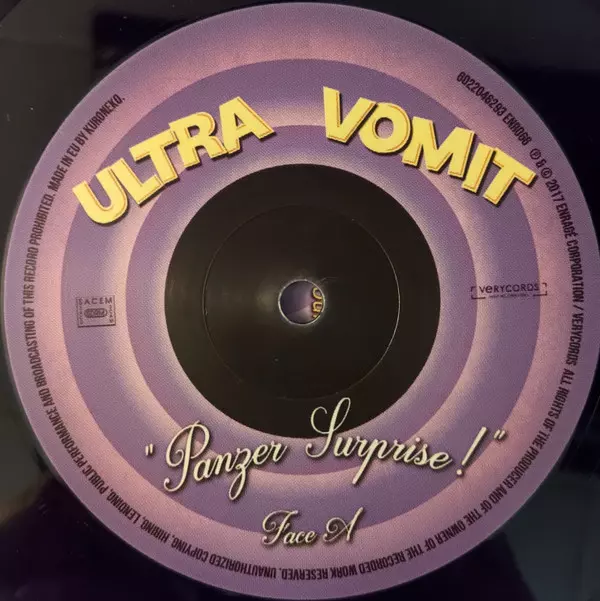 ULTRA VOMIT
0022046293 ENR066 ℗ & © 2017 ENRAGÉ CORPORATION / VERYCORDS ALL RIGHTS OF THE PRODUCER AND OF THE OWNER OF THE RECORDED WORK RESERVED. UNAUTHORIZED COPYING, HIRING, LENDING, PUBLIC PERFORMANCE AND BROADCASTING OF THIS RECORD PROHIBITED. MADE IN EU BY KURONEKO.
SACEM
VERYCORDS
"Panzer Surprise!"
Face A